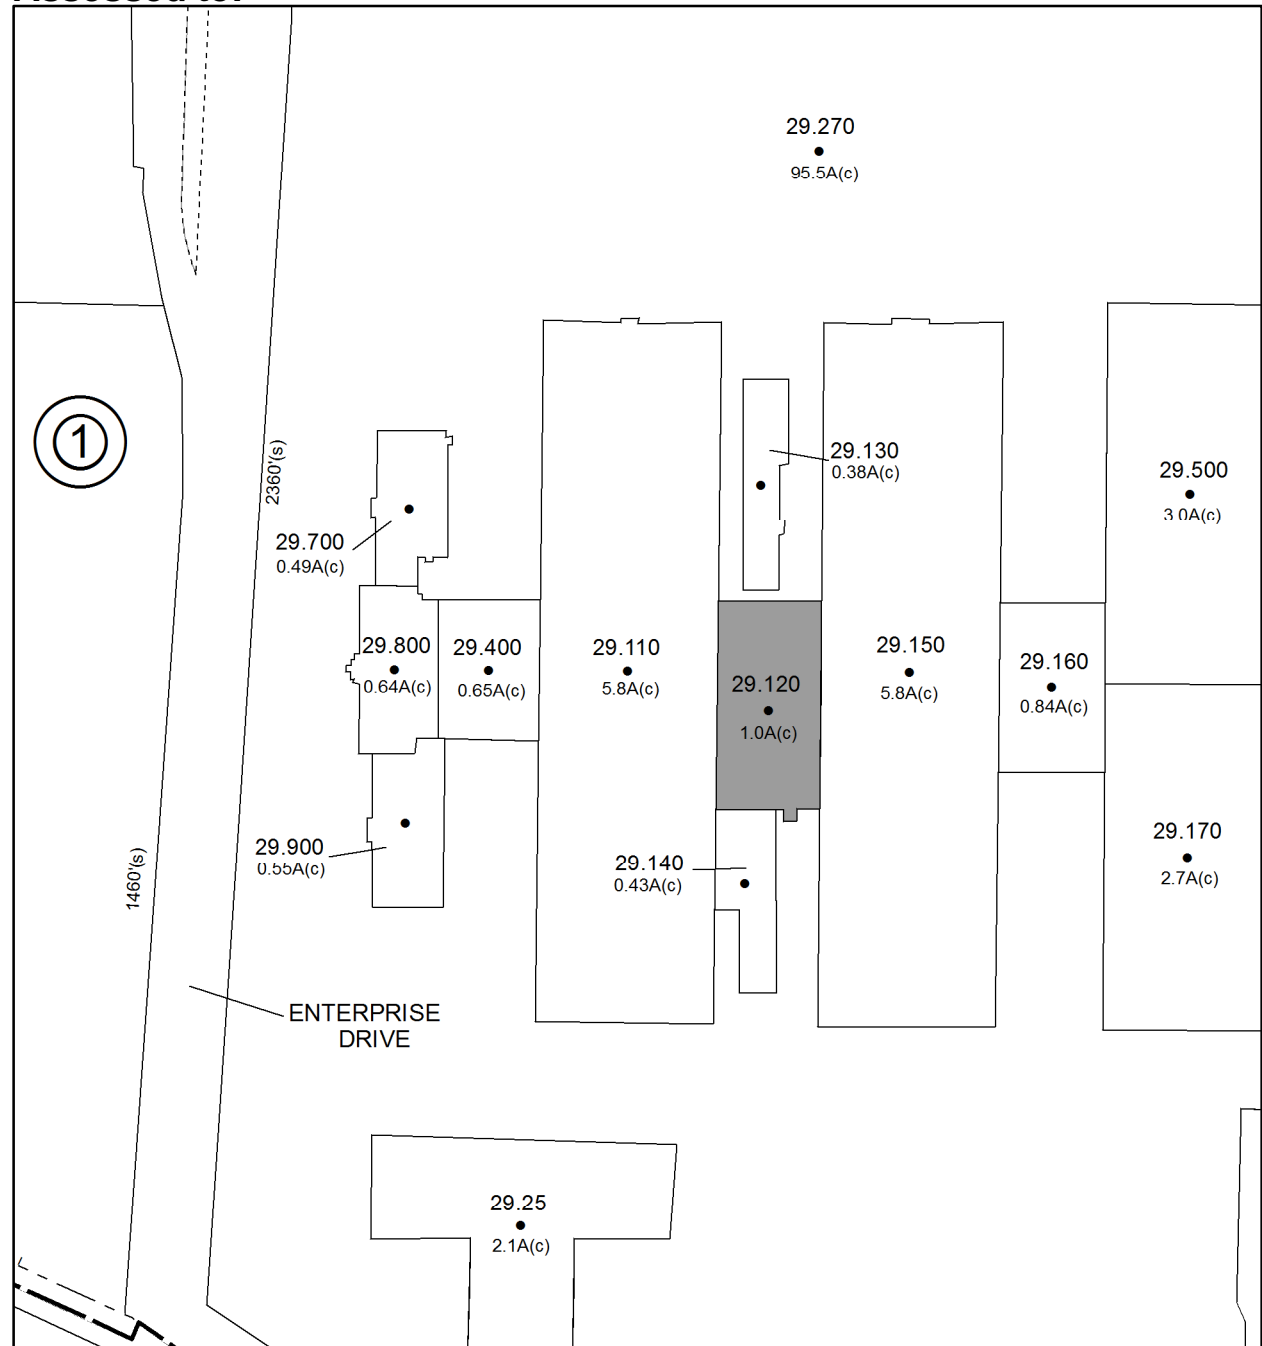 Assessed to:
29.270
95.5A(c)
1
2360'(s)
29.130
0.38A(c)
29.500
3.0A(c)
29.700
0.49A(c)
29.800
0.64A(c)
29.400
0.65A(c)
29.110
5.8A(c)
29.120
1.0A(c)
29.150
5.8A(c)
29.160
0.84A(c)
29.900
0.55A(c)
29.140
0.43A(c)
29.170
2.7A(c)
1460'(s)
ENTERPRISE
DRIVE
29.25
2.1A(c)